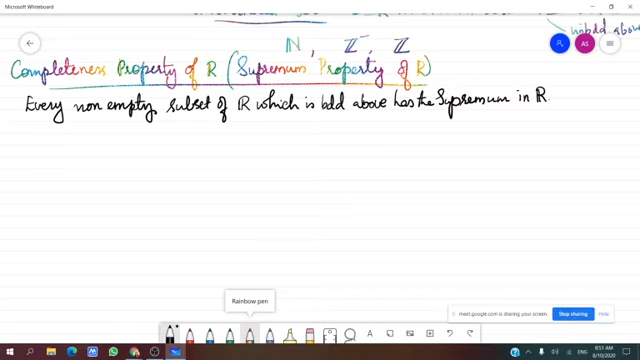 Microsoft Whiteboard
unbdd above
ℕ, ℤ⁻, ℤ
AS
Completeness Property of R (Supremum Property of R)
Every non empty subset of ℝ which is bdd above has the Supremum in ℝ.
Rainbow pen
meet.google.com is sharing your screen.
Stop sharing
Hide
A
ENG
8:51 AM
8/10/2020